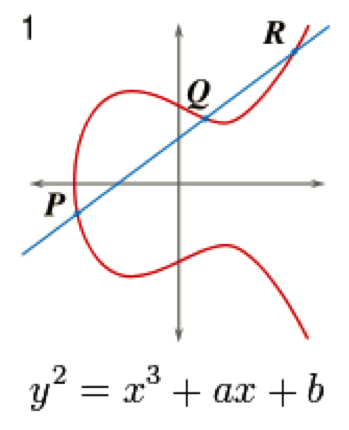 1
R
Q
P
y² = x³ + ax + b